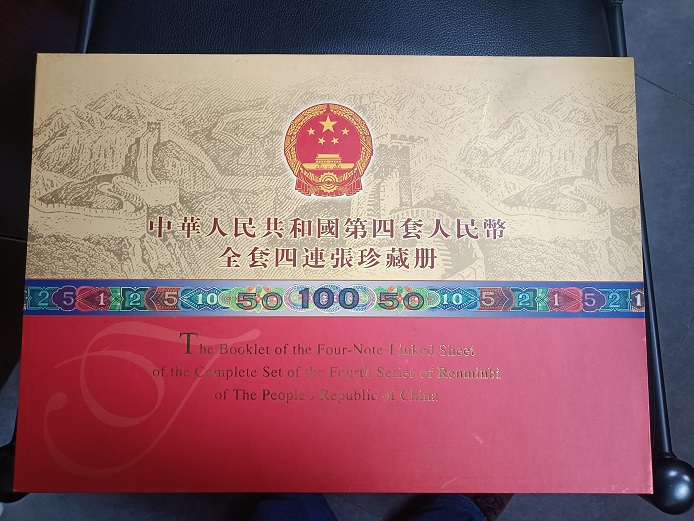 中華人民共和國第四套人民幣
全套四連張珍藏册
2 5 1 2 5 10 50 100 50 10 5 2 1 5 2 1
The Booklet of the Four-Note Linked Sheet
of the Complete Set of the Fourth Series of Renminbi
of The People's Republic of China